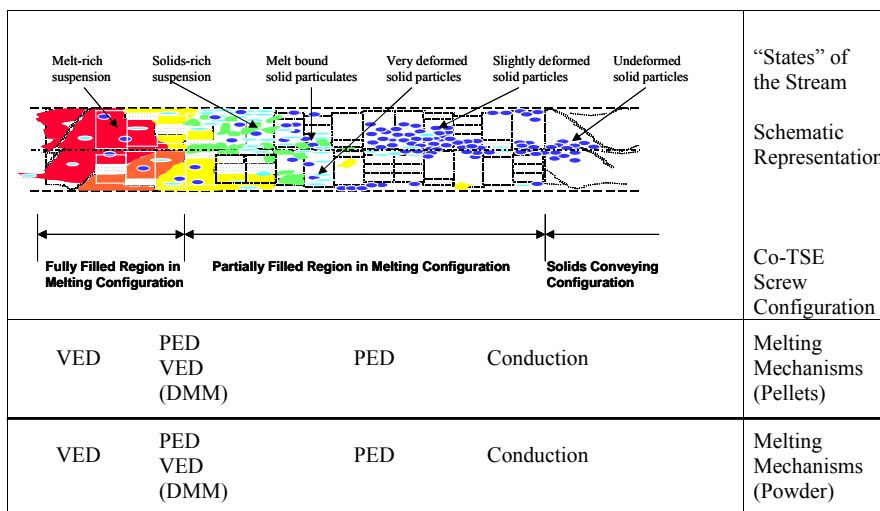 Melt-rich
suspension
Solids-rich
suspension
Melt bound
solid particulates
Very deformed
solid particles
Slightly deformed
solid particles
Undeformed
solid particles
“States” of
the Stream
Schematic
Representation
Fully Filled Region in
Melting Configuration
Partially Filled Region in Melting Configuration
Solids Conveying
Configuration
Co-TSE
Screw
Configuration
VED
PED
VED
(DMM)
PED
Conduction
Melting
Mechanisms
(Pellets)
VED
PED
VED
(DMM)
PED
Conduction
Melting
Mechanisms
(Powder)